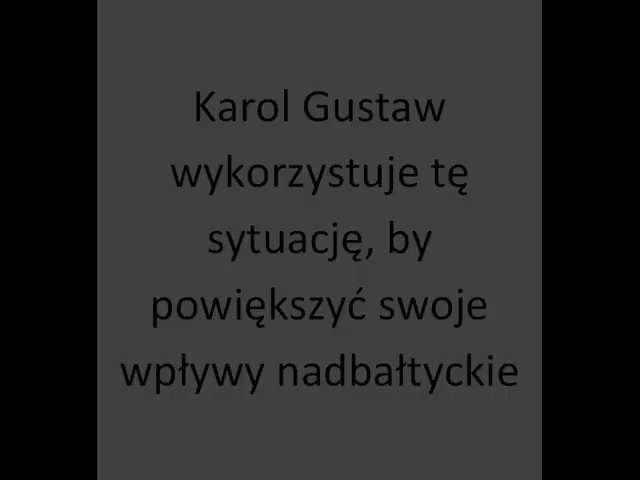 Karol Gustaw
wykorzystuje tę
sytuację, by
powiększyć swoje
wpływy nadbałtyckie